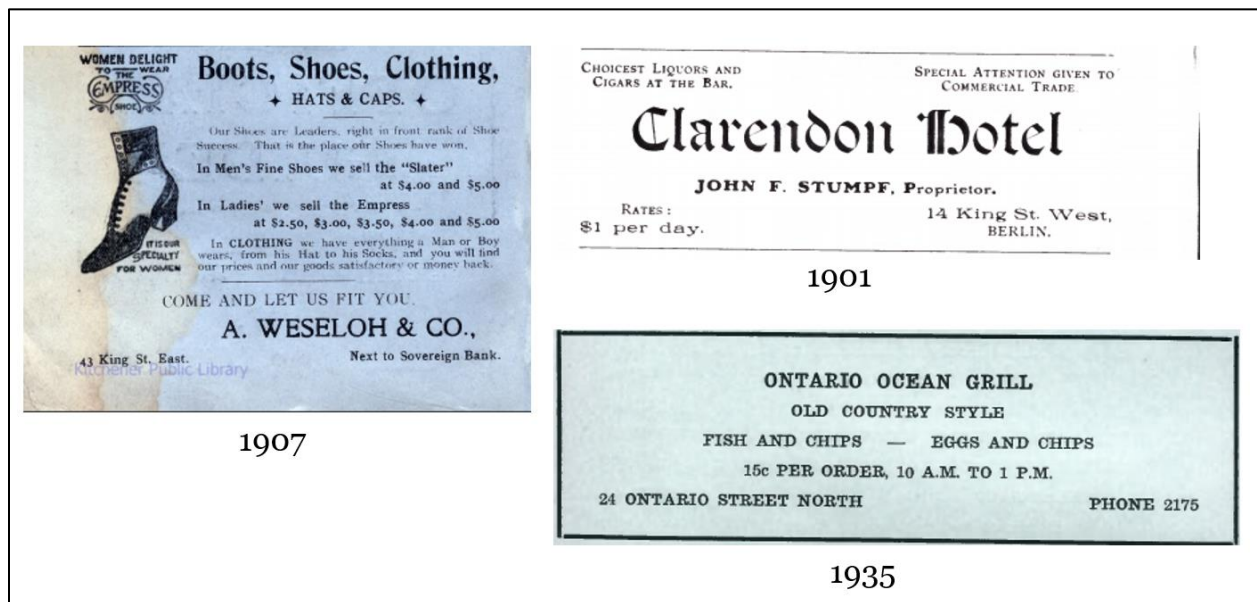 WOMEN DELIGHT
TO WEAR
THE
EMPRESS
SHOE
Boots, Shoes, Clothing,
HATS & CAPS.
Our Shoes are Leaders, right in front rank of Shoe
Success. That is the place our Shoes have won.
In Men's Fine Shoes we sell the "Slater"
at $4.00 and $5.00
In Ladies' we sell the Empress
at $2.50, $3.00, $3.50, $4.00 and $5.00
IT IS OUR
SPECIALTY
FOR WOMEN
In CLOTHING we have everything a Man or Boy
wears, from his Hat to his Socks, and you will find
our prices and our goods satisfactory or money back.
COME AND LET US FIT YOU.
A. WESELOH & CO.,
43 King St. East. Next to Sovereign Bank.
Kitchener Public Library
1907
CHOICEST LIQUORS AND
CIGARS AT THE BAR.
SPECIAL ATTENTION GIVEN TO
COMMERCIAL TRADE
Clarendon Hotel
JOHN F. STUMPF, Proprietor.
RATES:
$1 per day.
14 King St. West,
BERLIN.
1901
ONTARIO OCEAN GRILL
OLD COUNTRY STYLE
FISH AND CHIPS — EGGS AND CHIPS
15c PER ORDER, 10 A.M. TO 1 P.M.
24 ONTARIO STREET NORTH PHONE 2175
1935